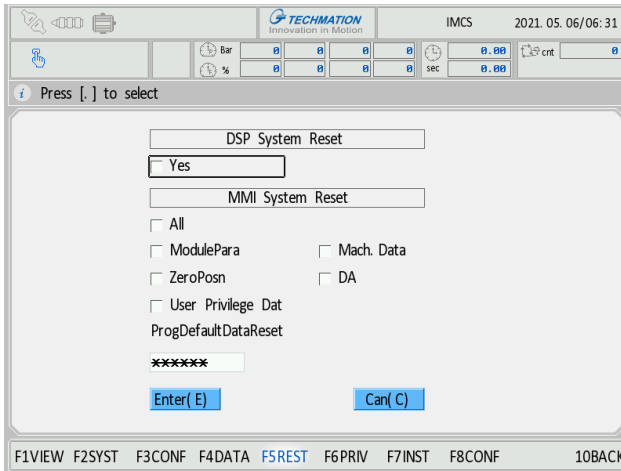 TECHMATION
Innovation in Motion
IMCS
2021. 05. 06/06: 31
Bar 0 0 0 0 0.00 cnt 0
% 0 0 0 0 sec 0.00
i Press [. ] to select
DSP System Reset
Yes
MMI System Reset
All
ModulePara Mach. Data
ZeroPosn DA
User Privilege Dat
ProgDefaultDataReset
xxxxxx
Enter( E) Can( C)
F1VIEW F2SYST F3CONF F4DATA F5REST F6PRIV F7INST F8CONF 10BACK